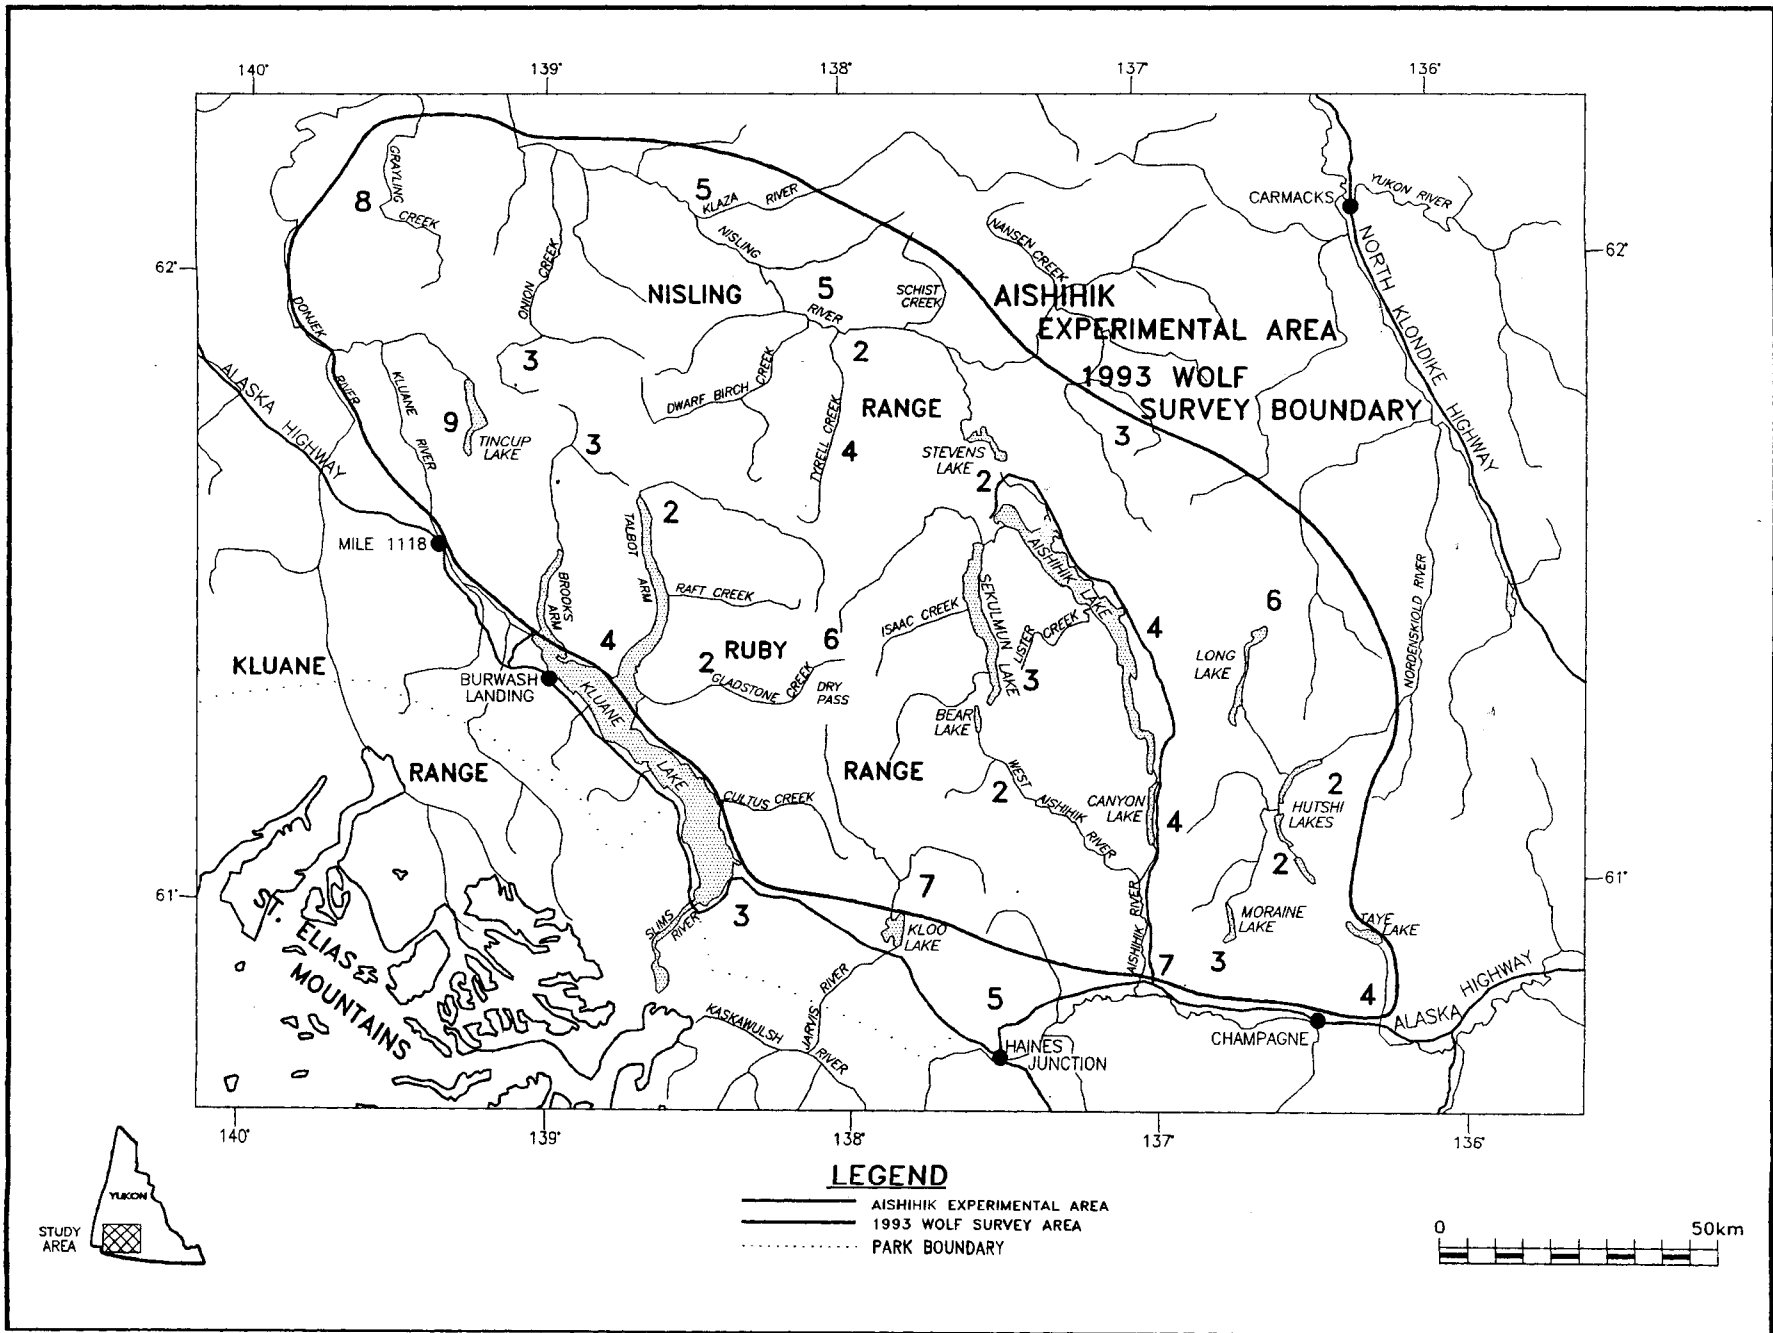 140°
139°
138°
137°
136°
GRAYLING
CREEK
8
5
KLAZA
RIVER
CARMACKS
YUKON RIVER
NISLING
NANSEN CREEK
62°
62°
ONION CREEK
NISLING
5
RIVER
SCHIST
CREEK
AISHIHIK
EXPERIMENTAL AREA
1993 WOLF
SURVEY BOUNDARY
NORTH KLONDIKE HIGHWAY
DONJEK
RIVER
3
2
ALASKA HIGHWAY
KLUANE
RIVER
9
TINCUP
LAKE
DWARF BIRCH CREEK
RANGE
TYRELL CREEK
4
3
3
STEVENS
LAKE
2
2
TALBOT
ARM
MILE 1118
AISHIHIK LAKE
BROOKS
ARM
RAFT CREEK
ISAAC CREEK
SEKULMUN LAKE
LISTER
CREEK
NORDENSKIOLD RIVER
6
4
4
RUBY
6
KLUANE
2
GLADSTONE
CREEK
DRY
PASS
3
LONG
LAKE
BURWASH
LANDING
KLUANE
LAKE
BEAR
LAKE
RANGE
RANGE
CULTUS CREEK
WEST
AISHIHIK
RIVER
2
CANYON
LAKE
4
2
HUTSHI
LAKES
2
61°
61°
ST.
ELIAS
MOUNTAINS
7
3
SLIMS
RIVER
KLOO
LAKE
AISHIHIK RIVER
MORAINE
LAKE
TAYE
LAKE
3
7
4
5
JARVIS
RIVER
KASKAWULSH
RIVER
HAINES
JUNCTION
CHAMPAGNE
ALASKA
HIGHWAY
140°
139°
138°
137°
136°
YUKON
STUDY
AREA
LEGEND
AISHIHIK EXPERIMENTAL AREA
1993 WOLF SURVEY AREA
PARK BOUNDARY
0
50km